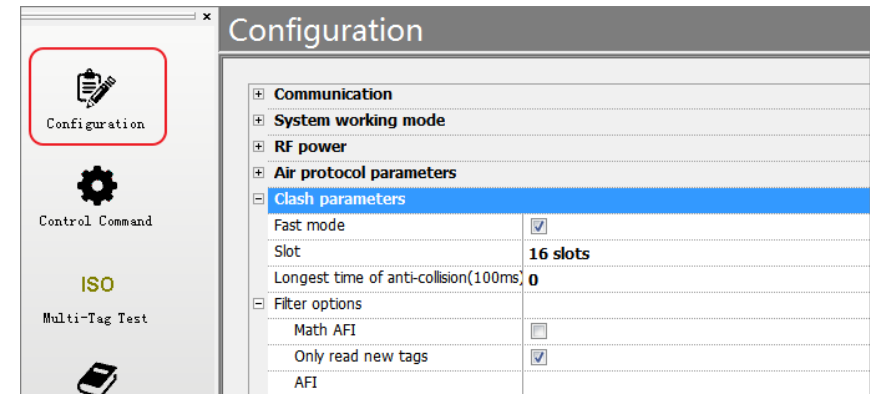 x
Configuration
Configuration
Communication
System working mode
RF power
Air protocol parameters
Clash parameters
Fast mode
Slot 16 slots
Longest time of anti-collision(100ms) 0
Filter options
Math AFI
Only read new tags
AFI
Control Command
ISO
Multi-Tag Test